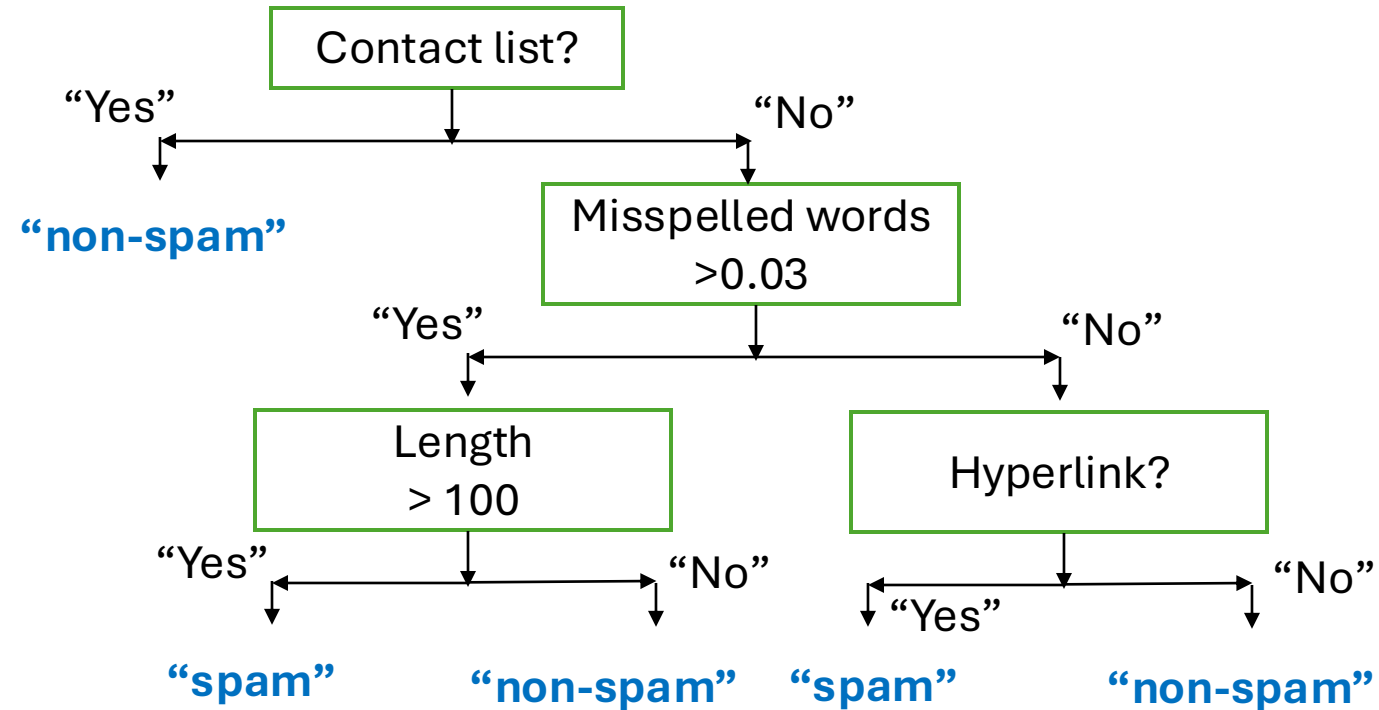 Contact list?
“Yes”
“No”
“non-spam”
Misspelled words
>0.03
“Yes”
“No”
Length
> 100
Hyperlink?
“Yes”
“No”
“Yes”
“No”
“spam”
“non-spam”
“spam”
“non-spam”